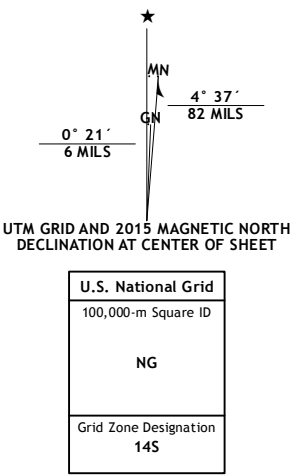 ★
MN
4° 37´
82 MILS
GN
0° 21´
6 MILS
UTM GRID AND 2015 MAGNETIC NORTH
DECLINATION AT CENTER OF SHEET
U.S. National Grid
100,000-m Square ID
NG
Grid Zone Designation
14S